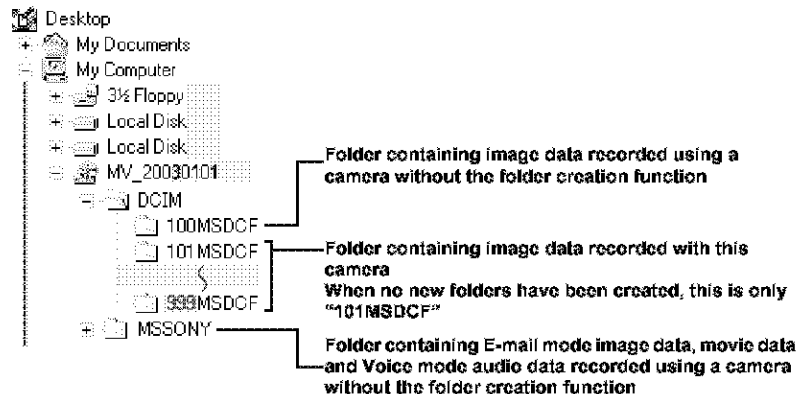 Desktop
My Documents
My Computer
3½ Floppy
Local Disk
Local Disk
MV_20030101
DCIM
100MSDCF
101MSDCF
999MSDCF
MSSONY
Folder containing image data recorded using a
camera without the folder creation function
Folder containing image data recorded with this
camera
When no new folders have been created, this is only
“101MSDCF”
Folder containing E-mail mode image data, movie data
and Voice mode audio data recorded using a camera
without the folder creation function